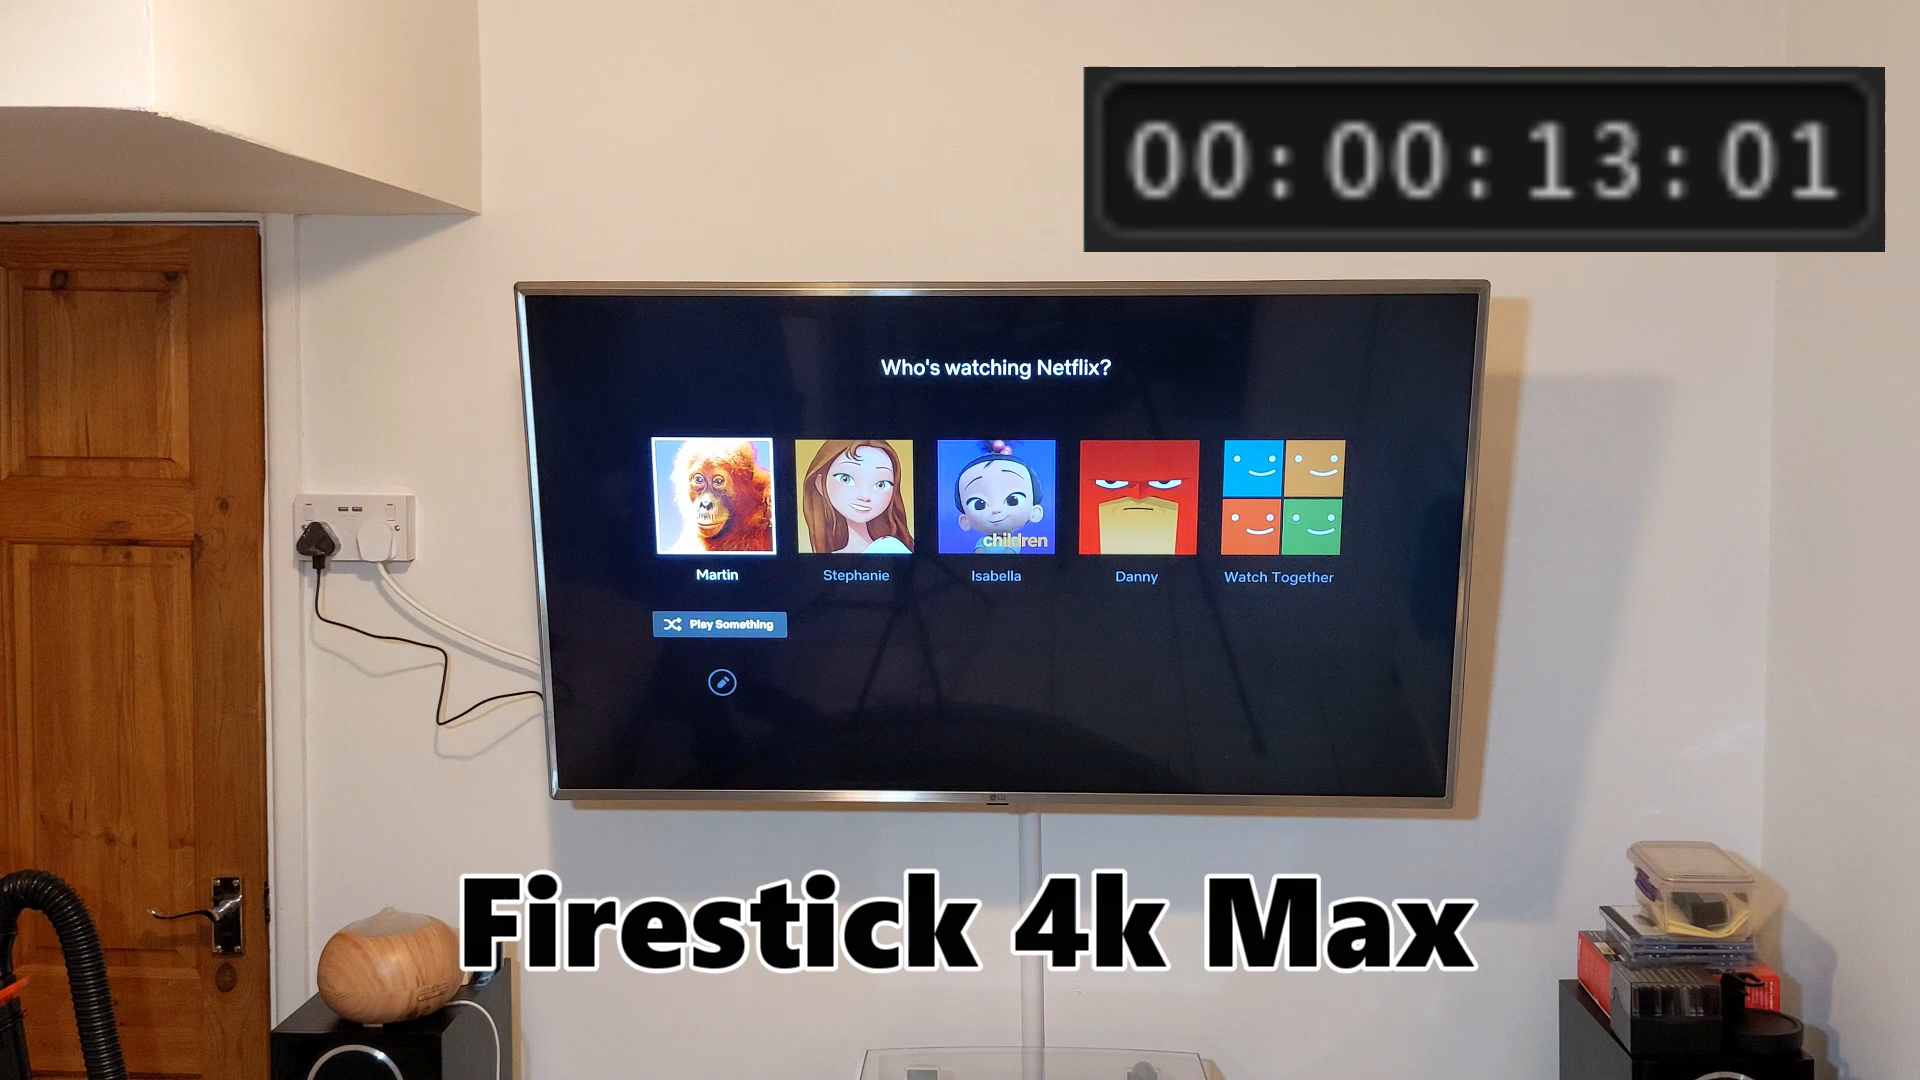 00:00:13:01
Who's watching Netflix?
children
Martin
Stephanie
Isabella
Danny
Watch Together
Play Something
LG
Firestick 4k Max